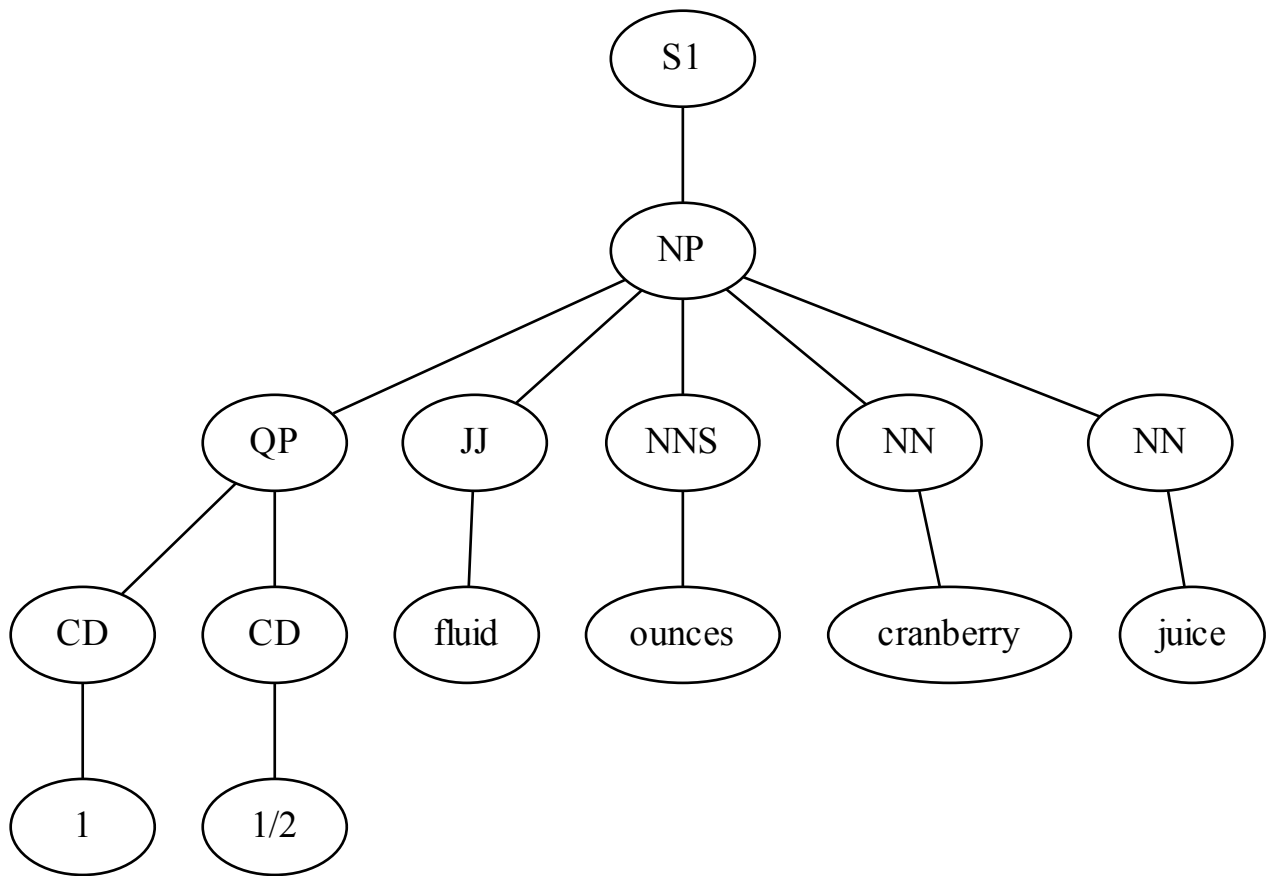 S1
NP
QP JJ NNS NN NN
CD CD fluid ounces cranberry juice
1 1/2